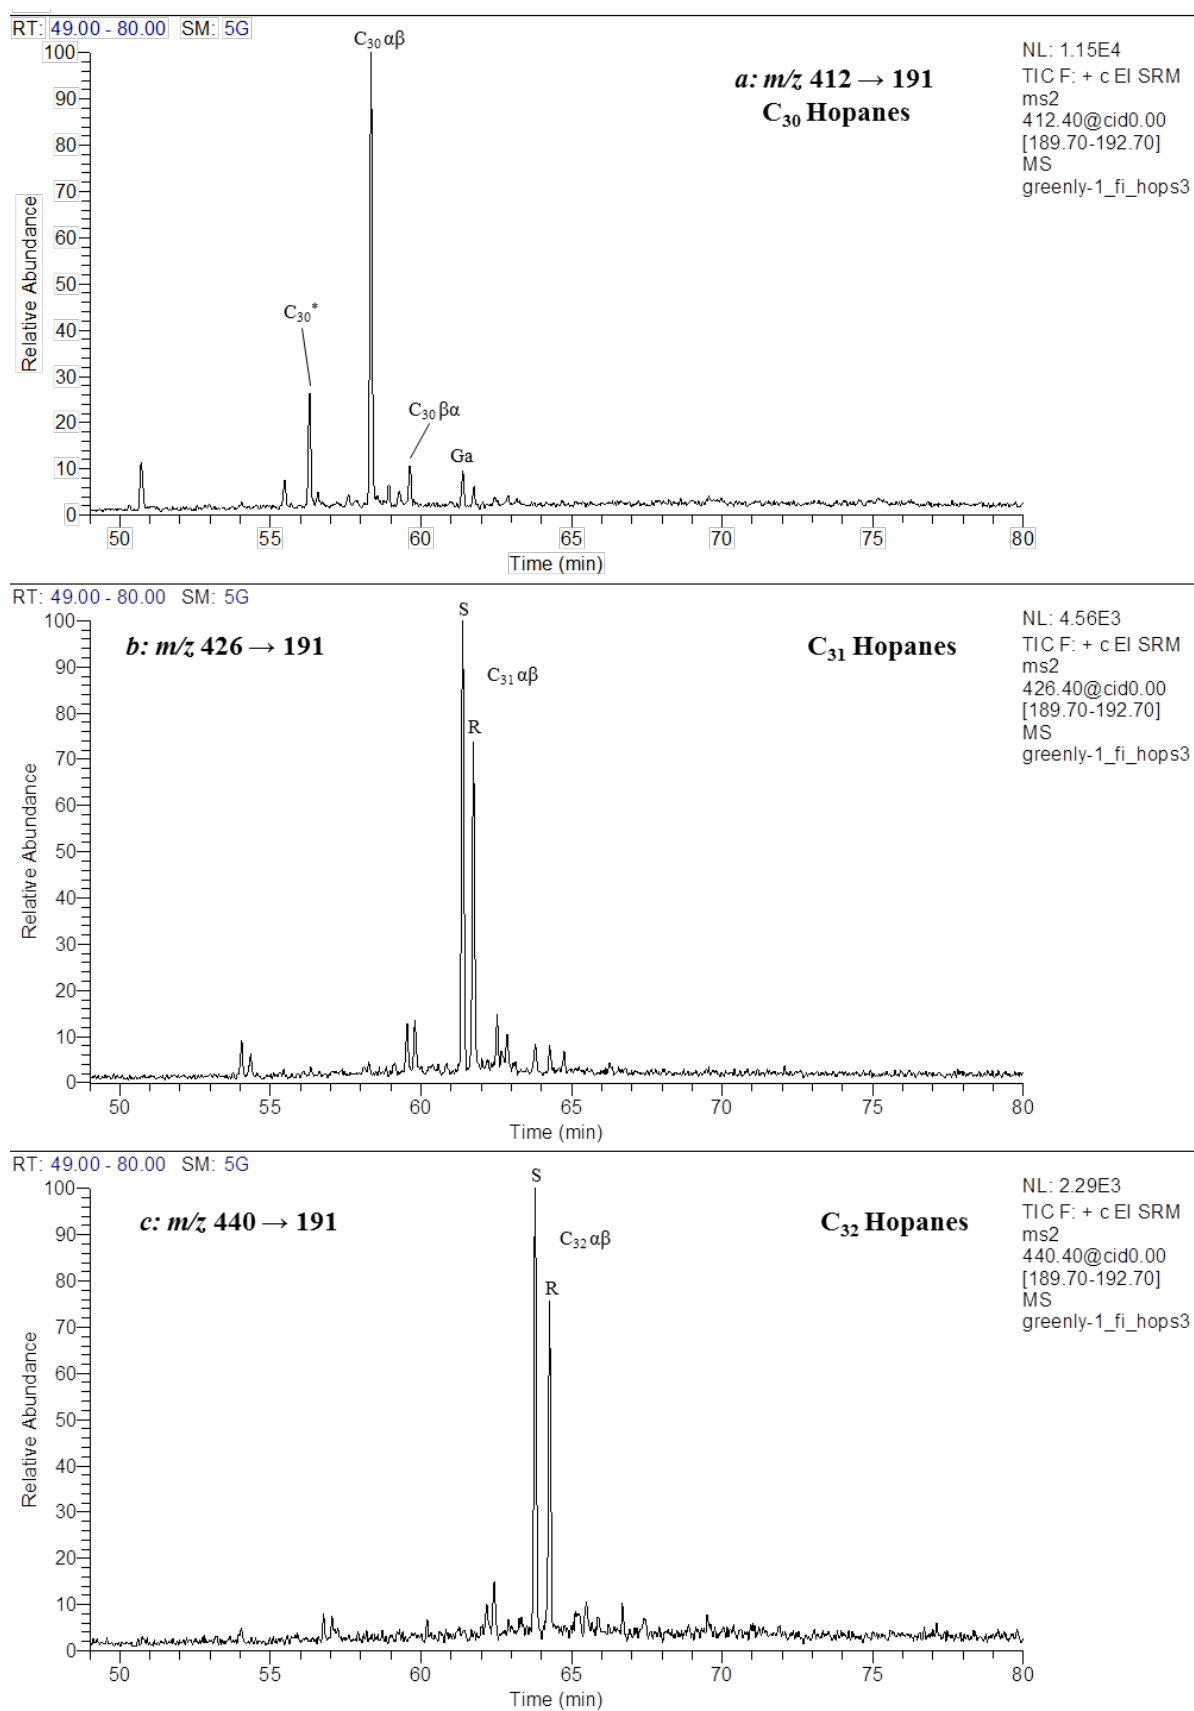 RT: 49.00 - 80.00 SM: 5G
C₃₀ αβ
a: m/z 412 → 191
C₃₀ Hopanes
NL: 1.15E4
TIC F: + c EI SRM
ms2
412.40@cid0.00
[189.70-192.70]
MS
greenly-1_fi_hops3
100
90
80
70
60
50
40
30
20
10
0
Relative Abundance
C₃₀*
C₃₀ βα
Ga
50 55 60 65 70 75 80
Time (min)
RT: 49.00 - 80.00 SM: 5G
S
b: m/z 426 → 191
C₃₁ Hopanes
C₃₁ αβ
R
NL: 4.56E3
TIC F: + c EI SRM
ms2
426.40@cid0.00
[189.70-192.70]
MS
greenly-1_fi_hops3
100
90
80
70
60
50
40
30
20
10
0
Relative Abundance
50 55 60 65 70 75 80
Time (min)
RT: 49.00 - 80.00 SM: 5G
S
c: m/z 440 → 191
C₃₂ Hopanes
C₃₂ αβ
R
NL: 2.29E3
TIC F: + c EI SRM
ms2
440.40@cid0.00
[189.70-192.70]
MS
greenly-1_fi_hops3
100
90
80
70
60
50
40
30
20
10
0
Relative Abundance
50 55 60 65 70 75 80
Time (min)